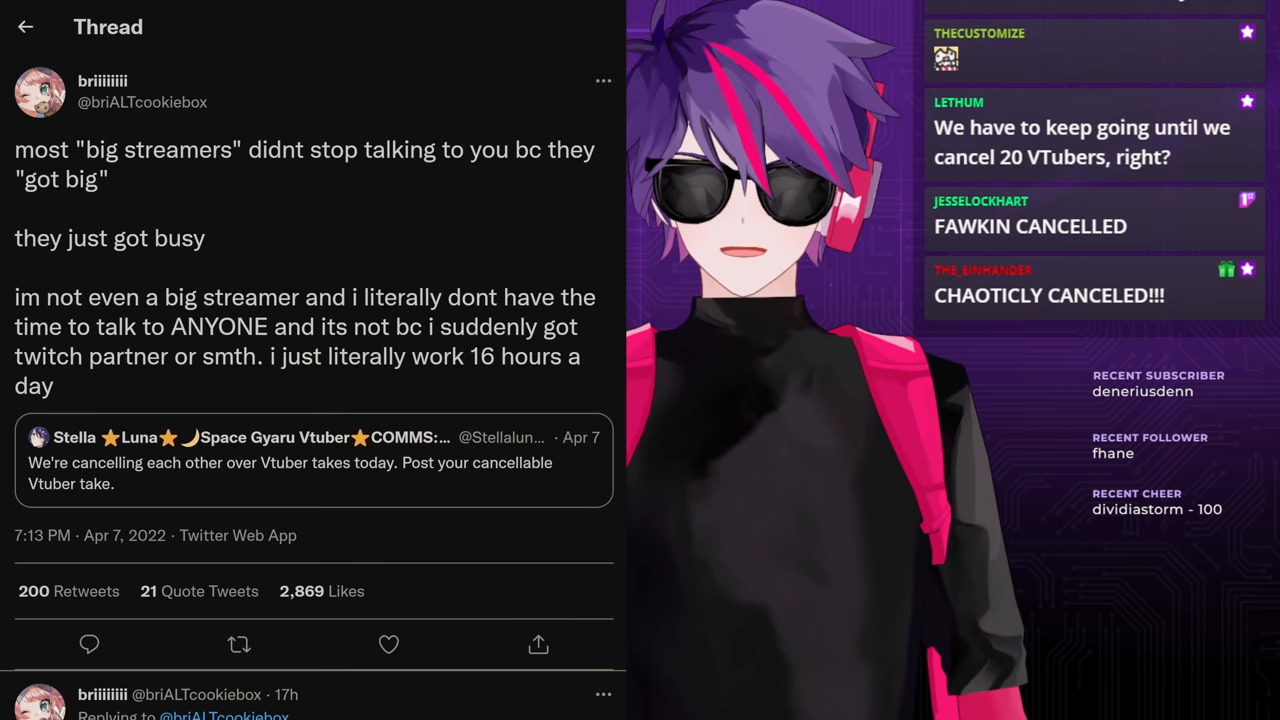 Thread
briiiiiiii
@briALTcookiebox
most "big streamers" didnt stop talking to you bc they
"got big"
they just got busy
im not even a big streamer and i literally dont have the
time to talk to ANYONE and its not bc i suddenly got
twitch partner or smth. i just literally work 16 hours a
day
Stella ⭐Luna⭐🌙Space Gyaru Vtuber⭐COMMS:... @Stellalun... · Apr 7
We're cancelling each other over Vtuber takes today. Post your cancellable
Vtuber take.
7:13 PM · Apr 7, 2022 · Twitter Web App
200 Retweets 21 Quote Tweets 2,869 Likes
briiiiiiii @briALTcookiebox · 17h
Replying to @briALTcookiebox
THECUSTOMIZE
LETHUM
We have to keep going until we
cancel 20 VTubers, right?
JESSELOCKHART
FAWKIN CANCELLED
THE_EINHANDER
CHAOTICLY CANCELED!!!
RECENT SUBSCRIBER
deneriusdenn
RECENT FOLLOWER
fhane
RECENT CHEER
dividiastorm - 100